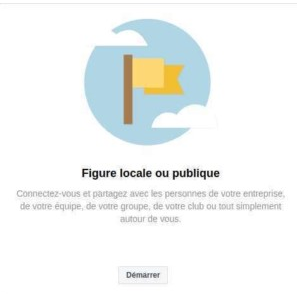 Figure locale ou publique
Connectez-vous et partagez avec les personnes de votre entreprise,
de votre équipe, de votre groupe, de votre club ou tout simplement
autour de vous.
Démarrer